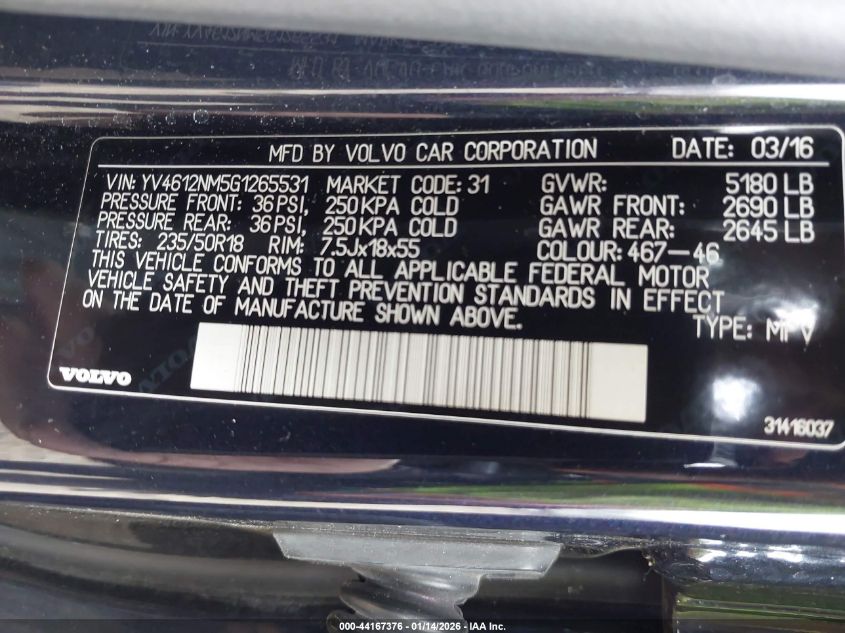 MFD BY VOLVO CAR CORPORATION DATE: 03/16
VIN: YV4612NM5G1265531 MARKET CODE: 31 GVWR: 5180 LB
PRESSURE FRONT: 36 PSI, 250 KPA COLD GAWR FRONT: 2690 LB
PRESSURE REAR: 36 PSI, 250 KPA COLD GAWR REAR: 2645 LB
TIRES: 235/50R18 RIM: 7.5Jx18x55 COLOUR: 467-46
THIS VEHICLE CONFORMS TO ALL APPLICABLE FEDERAL MOTOR
VEHICLE SAFETY AND THEFT PREVENTION STANDARDS IN EFFECT
ON THE DATE OF MANUFACTURE SHOWN ABOVE.
TYPE: MPV
VOLVO
31416037
000-44167376 - 01/14/2026 - IAA Inc.